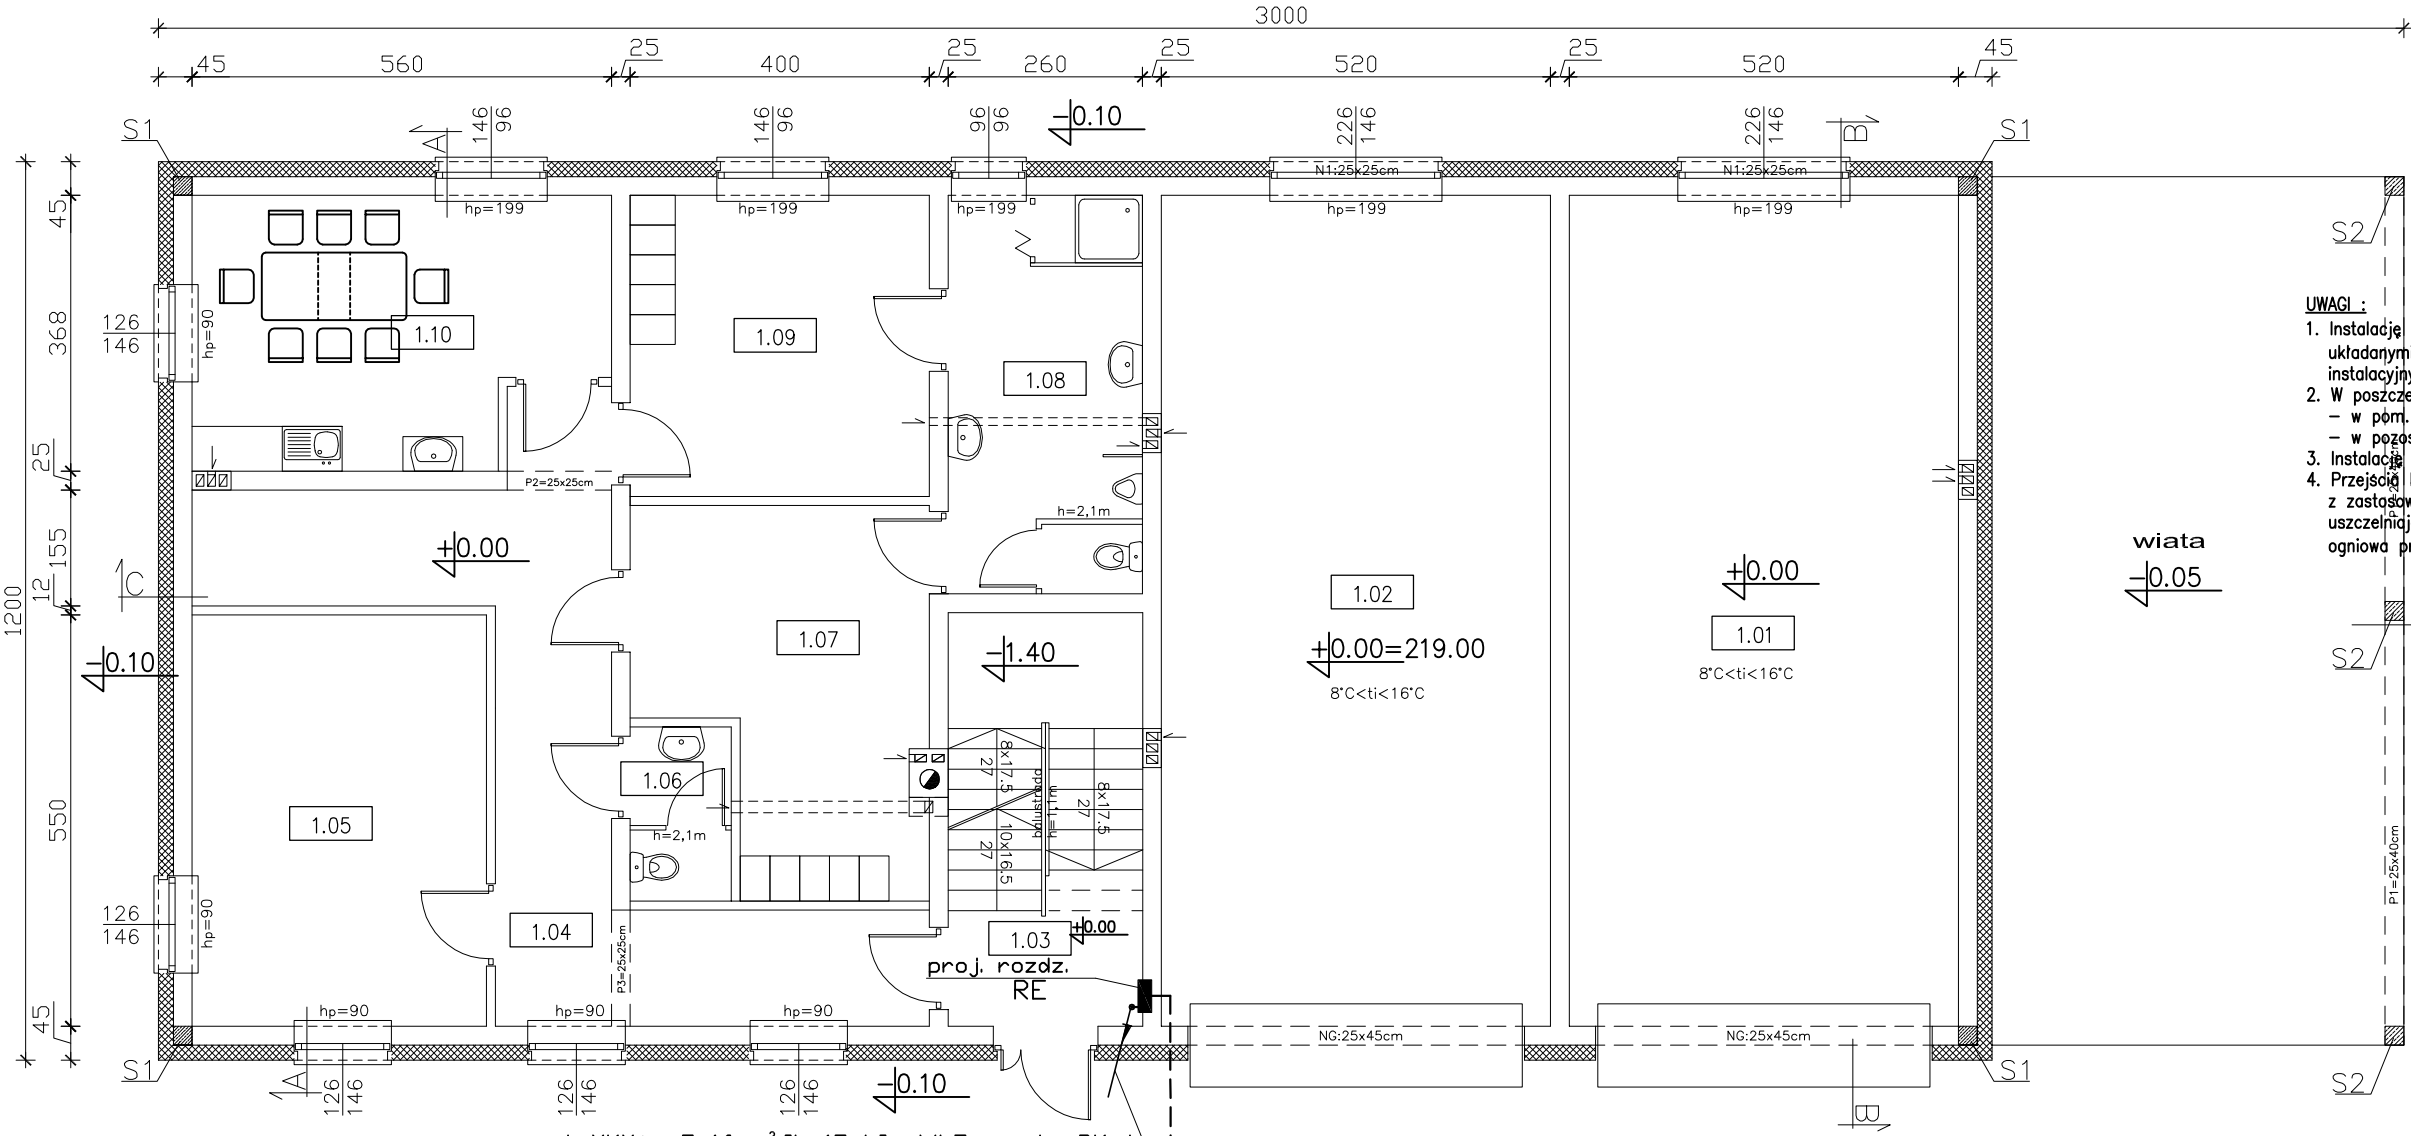 3000
45
560
25
400
25
260
25
520
25
520
45
S1
A
146
96
146
96
96
96
-0.10
226
146
226
146
B
S1
N1:25x25cm
N1:25x25cm
hp=199
hp=199
hp=199
hp=199
hp=199
45
368
25
155
12
550
45
1200
126
146
hp=90
1.10
1.09
1.08
S2
UWAGI :
1. Instalację
układanymi
instalacyjny
2. W poszcze
- w pom.
- w pozos
3. Instalację
4. Przejścia
z zastosow
uszczelniaj
ogniowa pr
P2=25x25cm
h=2,1m
+0.00
C
wiata
-0.05
+0.00
1.02
1.01
1.07
+0.00=219.00
8°C<ti<16°C
8°C<ti<16°C
-1.40
-0.10
S2
1.06
h=2,1m
8x17.5
27
balustrada
h=1,1m
8x17.5
27
10x16.5
27
1.05
P1=25x40cm
126
146
hp=90
1.04
P3=25x25cm
1.03
+0.00
proj. rozdz.
RE
hp=90
hp=90
hp=90
NG:25x45cm
NG:25x45cm
S1
A
126
146
126
146
126
146
-0.10
S1
S2
B